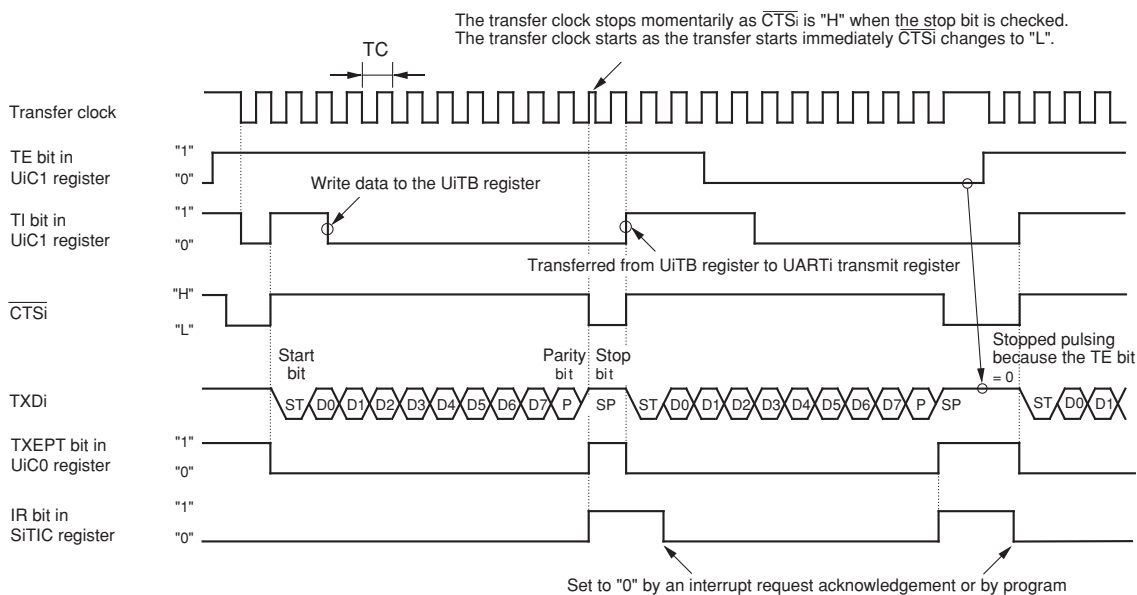 The transfer clock stops momentarily as CTSi is "H" when the stop bit is checked.
The transfer clock starts as the transfer starts immediately CTSi changes to "L".
TC
Transfer clock
TE bit in
UiC1 register
"1"
"0"
Write data to the UiTB register
TI bit in
UiC1 register
"1"
"0"
Transferred from UiTB register to UARTi transmit register
CTSi
"H"
"L"
Stopped pulsing
because the TE bit
= 0
Start
bit
Parity
bit
Stop
bit
TXDi
ST D0 D1 D2 D3 D4 D5 D6 D7 P SP ST D0 D1 D2 D3 D4 D5 D6 D7 P SP ST D0 D1
TXEPT bit in
UiC0 register
"1"
"0"
IR bit in
SiTIC register
"1"
"0"
Set to "0" by an interrupt request acknowledgement or by program